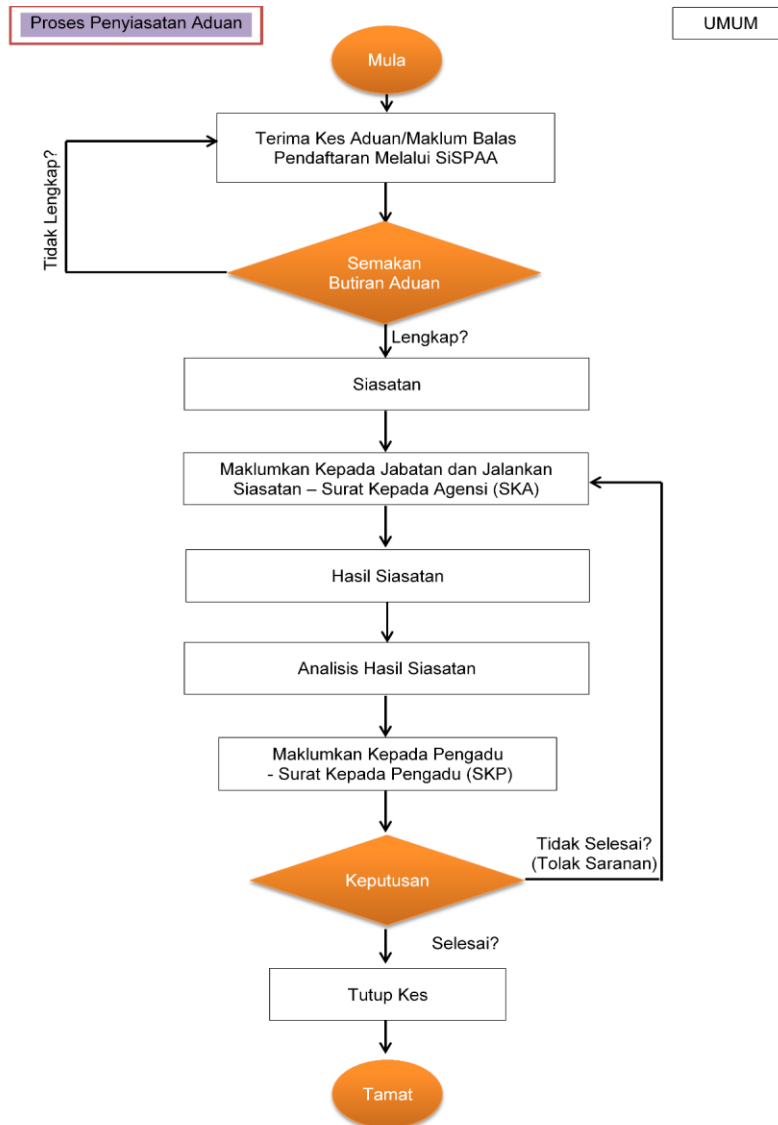 Proses Penyiasatan Aduan
UMUM
Mula
Terima Kes Aduan/Maklum Balas
Pendaftaran Melalui SiSPAA
Tidak Lengkap?
Semakan
Butiran Aduan
Lengkap?
Siasatan
Maklumkan Kepada Jabatan dan Jalankan
Siasatan – Surat Kepada Agensi (SKA)
Hasil Siasatan
Analisis Hasil Siasatan
Maklumkan Kepada Pengadu
- Surat Kepada Pengadu (SKP)
Tidak Selesai?
(Tolak Saranan)
Keputusan
Selesai?
Tutup Kes
Tamat